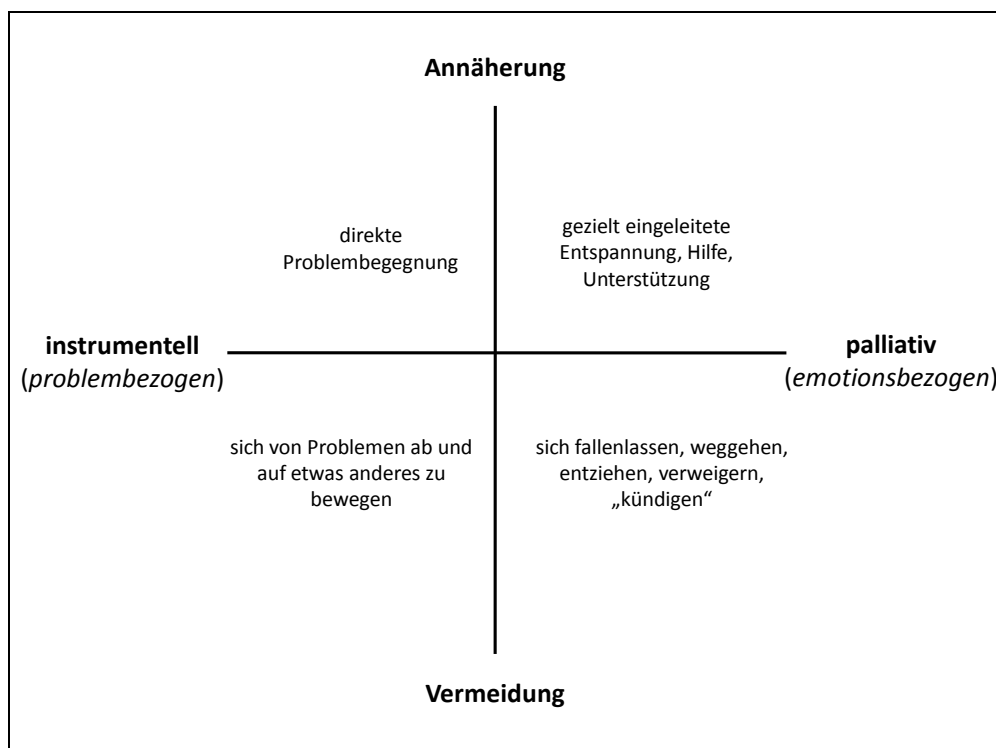 Annäherung
direkte
Problembegegnung
gezielt eingeleitete
Entspannung, Hilfe,
Unterstützung
instrumentell
(problembezogen)
palliativ
(emotionsbezogen)
sich von Problemen ab und
auf etwas anderes zu
bewegen
sich fallenlassen, weggehen,
entziehen, verweigern,
„kündigen“
Vermeidung